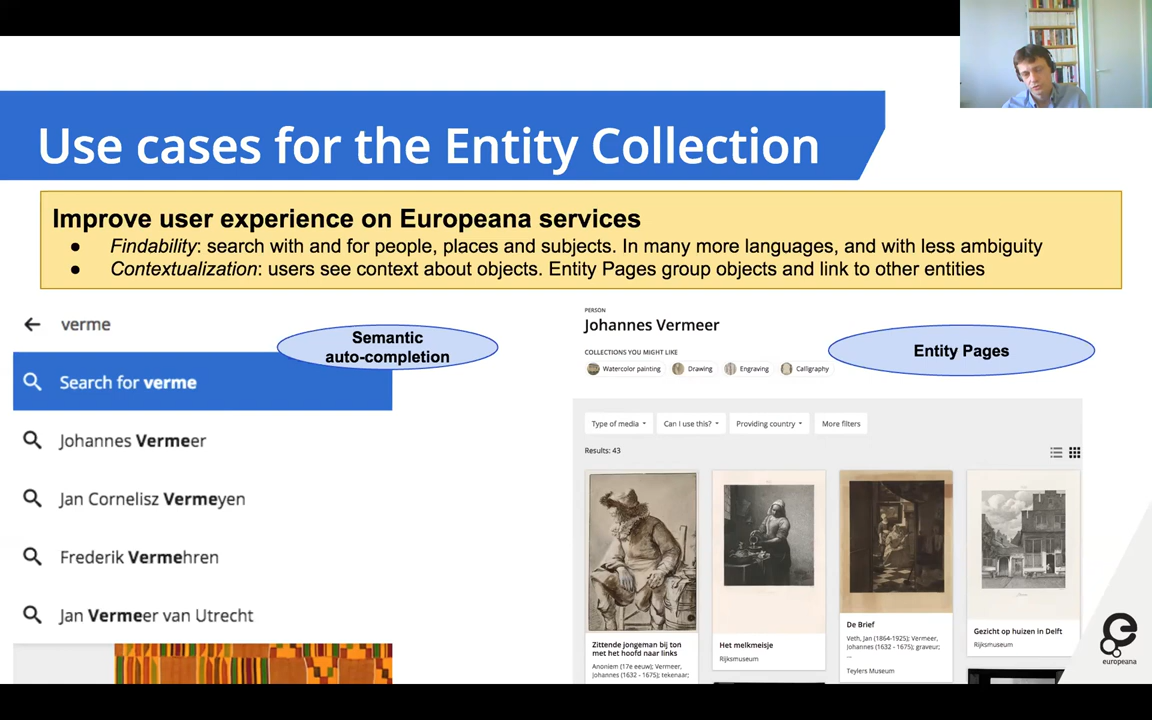 Use cases for the Entity Collection
Improve user experience on Europeana services
● Findability: search with and for people, places and subjects. In many more languages, and with less ambiguity
● Contextualization: users see context about objects. Entity Pages group objects and link to other entities
verme
Semantic
auto-completion
Search for verme
Johannes Vermeer
Jan Cornelisz Vermeyen
Frederik Vermehren
Jan Vermeer van Utrecht
PERSON
Johannes Vermeer
Entity Pages
COLLECTIONS YOU MIGHT LIKE
Watercolor painting Drawing Engraving Calligraphy
Type of media Can I use this? Providing country More filters
Results: 43
Zittende jongeman bij ton
met het hoofd naar links
Anoniem (17e eeuw); Vermeer,
Johannes (1632 - 1675); tekenaar;
Het melkmeisje
Rijksmuseum
De Brief
Veth, Jan (1864-1925); Vermeer,
Johannes (1632 - 1675); graveur;
...
Teylers Museum
Gezicht op huizen in Delft
Rijksmuseum
europeana